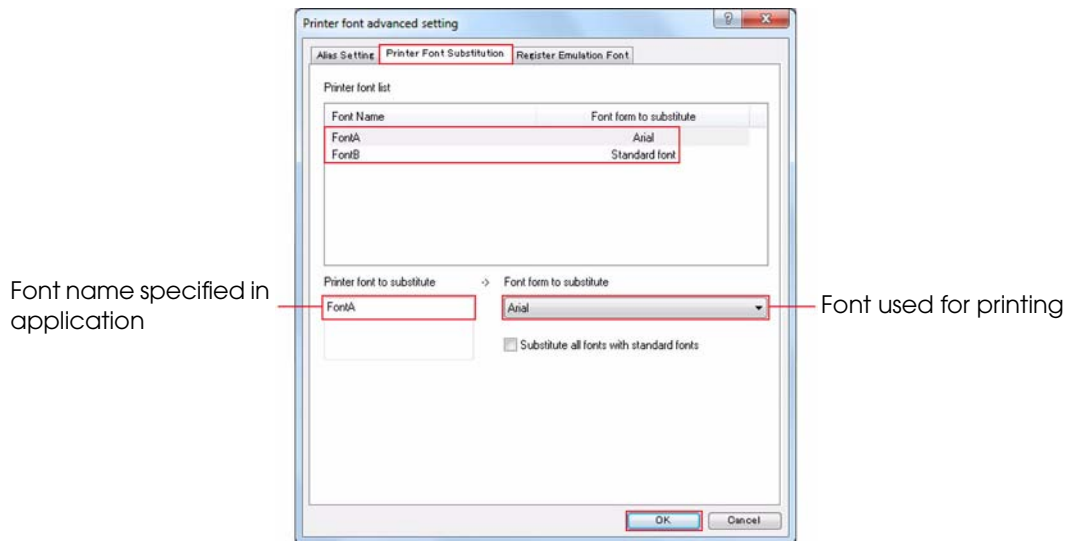 Printer font advanced setting
Alias Setting Printer Font Substitution Register Emulation Font
Printer font list
Font Name Font form to substitute
FontA Arial
FontB Standard font
Printer font to substitute -> Font form to substitute
Font name specified in
application
FontA Arial
Font used for printing
Substitute all fonts with standard fonts
OK Cancel